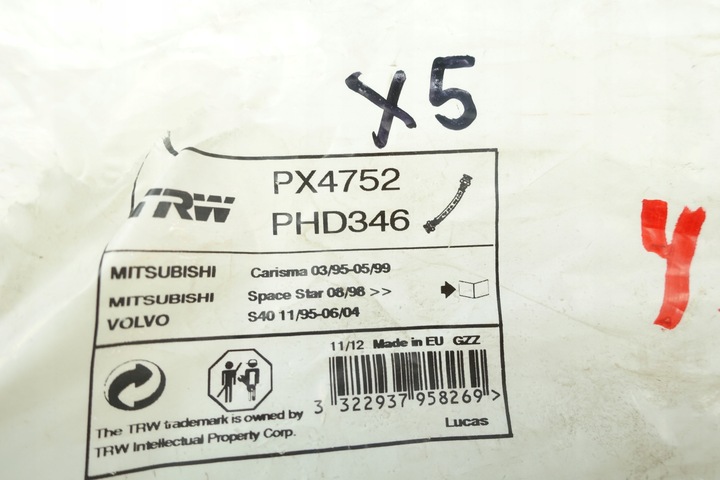 X5
TRW
PX4752
PHD346
Y
MITSUBISHI Carisma 03/95-05/99
MITSUBISHI Space Star 08/98 >>
VOLVO S40 11/95-06/04
11/12 Made in EU GZZ
3 322937 958269 >
The TRW trademark is owned by
TRW Intellectual Property Corp.
Lucas